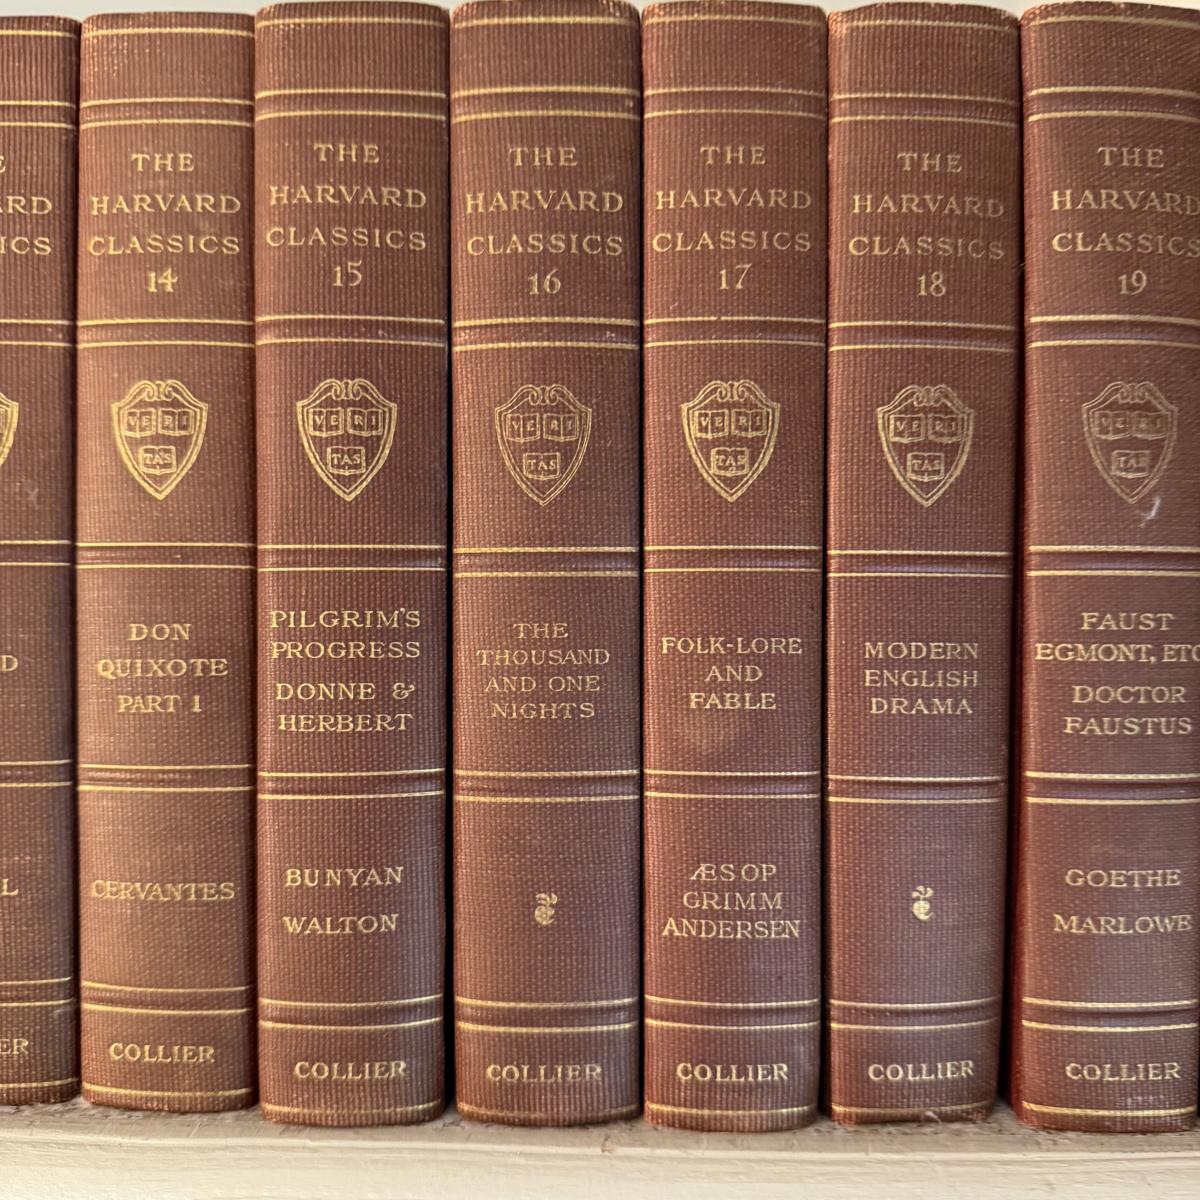 THE
HARVARD
CLASSICS
14
VE RI
TAS
DON
QUIXOTE
PART 1
CERVANTES
COLLIER
THE
HARVARD
CLASSICS
15
VE RI
TAS
PILGRIM'S
PROGRESS
DONNE &
HERBERT
BUNYAN
WALTON
COLLIER
THE
HARVARD
CLASSICS
16
VE RI
TAS
THE
THOUSAND
AND ONE
NIGHTS
COLLIER
THE
HARVARD
CLASSICS
17
VE RI
TAS
FOLK-LORE
AND
FABLE
ÆSOP
GRIMM
ANDERSEN
COLLIER
THE
HARVARD
CLASSICS
18
VE RI
TAS
MODERN
ENGLISH
DRAMA
COLLIER
THE
HARVARD
CLASSICS
19
VE RI
TAS
FAUST
EGMONT, ETC
DOCTOR
FAUSTUS
GOETHE
MARLOWE
COLLIER